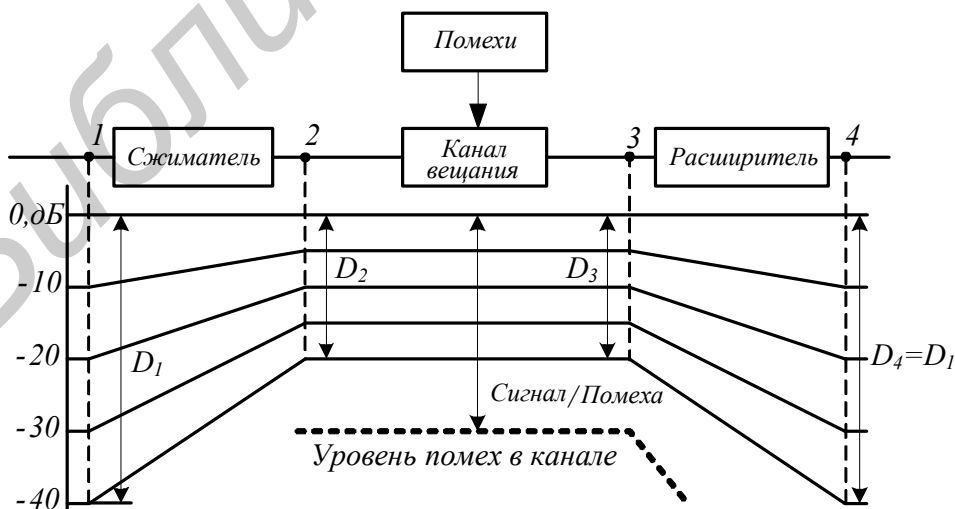 Библи
Помехи
1
Сжиматель
2
Канал
вещания
3
Расширитель
4
0,дБ
-10
-20
-30
-40
D1
D2
D3
D4=D1
Сигнал/Помеха
Уровень помех в канале